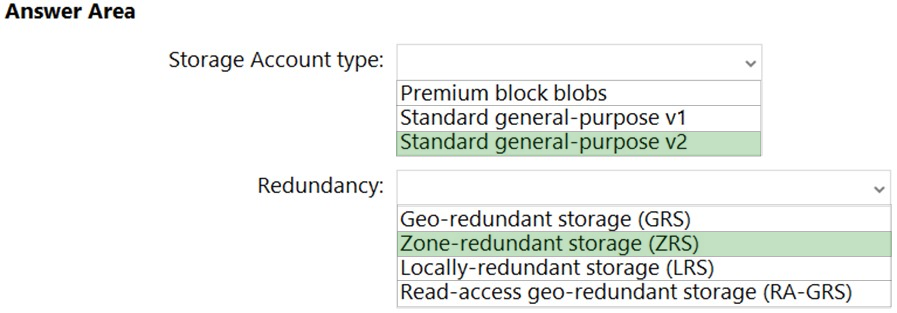 Answer Area
Storage Account type:
Premium block blobs
Standard general-purpose v1
Standard general-purpose v2
Redundancy:
Geo-redundant storage (GRS)
Zone-redundant storage (ZRS)
Locally-redundant storage (LRS)
Read-access geo-redundant storage (RA-GRS)